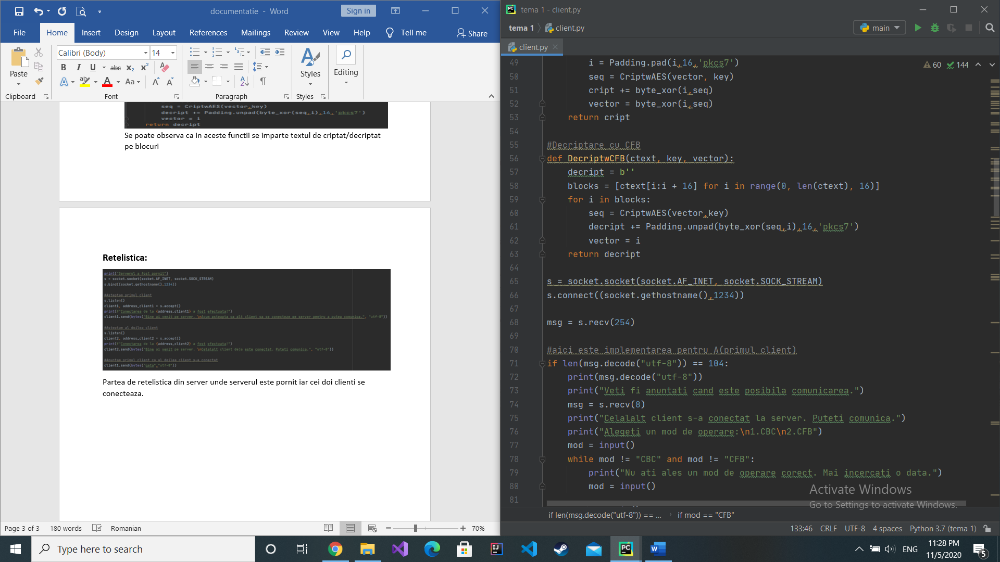 documentatie - Word
Sign in
File Home Insert Design Layout References Mailings Review View Help Tell me Share
Calibri (Body) 14
Paste
Styles
Editing
Clipboard Font Paragraph Styles
seq = CriptwAES(vector,key)
decript += Padding.unpad(byte_xor(seq,i),16,'pkcs7')
vector = i
return decript
Se poate observa ca in aceste functii se imparte textul de criptat/decriptat
pe blocuri
Retelistica:
print("Serverul a fost pornit")
s = socket.socket(socket.AF_INET, socket.SOCK_STREAM)
s.bind((socket.gethostname(),1234))
#Asteptam primul client
s.listen()
client1, address_client1 = s.accept()
print(f"Conectarea de la {address_client1} a fost efectuata!")
client1.send(bytes("Bine ai venit pe server. \nAcum asteapta ca alt client sa se conecteze pe server pentru a putea comunica.", "utf-8"))
#Asteptam al doilea client
s.listen()
client2, address_client2 = s.accept()
print(f"Conectarea de la {address_client2} a fost efectuata!")
client2.send(bytes("Bine ai venit pe server. \nCelalalt client deja este conectat. Puteti comunica.", "utf-8"))
#Anuntam primul client ca al doilea client s-a conectat
client1.send(bytes("gata","utf-8"))
Partea de retelistica din server unde serverul este pornit iar cei doi clienti se
conecteaza.
Page 3 of 3 180 words Romanian 70%
tema 1 - client.py
tema 1 client.py main
client.py
60 144
49 i = Padding.pad(i,16,'pkcs7')
50 seq = CriptwAES(vector, key)
51 cript += byte_xor(i,seq)
52 vector = byte_xor(i,seq)
53 return cript
54
55 #Decriptare cu CFB
56 def DecriptwCFB(ctext, key, vector):
57 decript = b''
58 blocks = [ctext[i:i + 16] for i in range(0, len(ctext), 16)]
59 for i in blocks:
60 seq = CriptwAES(vector,key)
61 decript += Padding.unpad(byte_xor(seq,i),16,'pkcs7')
62 vector = i
63 return decript
64
65 s = socket.socket(socket.AF_INET, socket.SOCK_STREAM)
66 s.connect((socket.gethostname(),1234))
67
68 msg = s.recv(254)
69
70 #aici este implementarea pentru A(primul client)
71 if len(msg.decode("utf-8")) == 104:
72 print(msg.decode("utf-8"))
73 print("Veti fi anuntati cand este posibila comunicarea.")
74 msg = s.recv(8)
75 print("Celalalt client s-a conectat la server. Puteti comunica.")
76 print("Alegeti un mod de operare:\n1.CBC\n2.CFB")
77 mod = input()
78 while mod != "CBC" and mod != "CFB":
79 print("Nu ati ales un mod de operare corect. Mai incercati o data.")
80 mod = input()
81
Activate Windows
Go to Settings to activate Windows.
if len(msg.decode("utf-8")) == ... if mod == "CFB"
133:46 CRLF UTF-8 4 spaces Python 3.7 (tema 1)
Type here to search
ENG
11:28 PM
11/5/2020
5